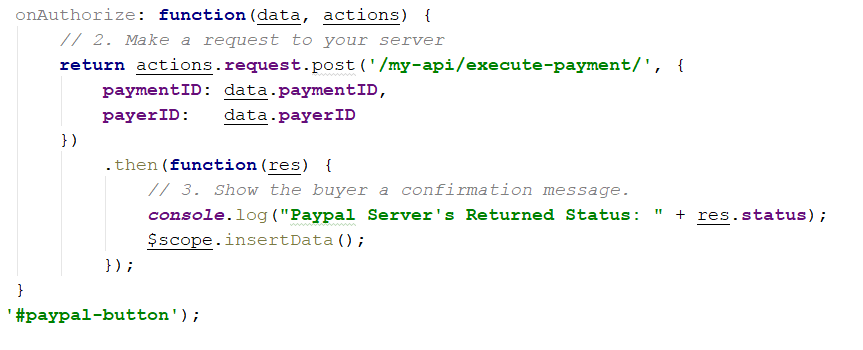 onAuthorize: function(data, actions) {
    // 2. Make a request to your server
    return actions.request.post('/my-api/execute-payment/', {
        paymentID: data.paymentID,
        payerID:   data.payerID
    })
        .then(function(res) {
            // 3. Show the buyer a confirmation message.
            console.log("Paypal Server's Returned Status: " + res.status);
            $scope.insertData();
        });
}
'#paypal-button');